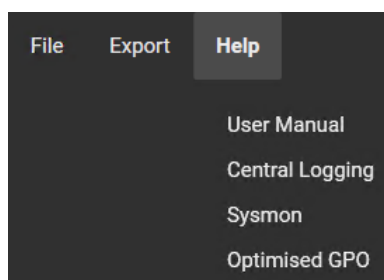 File Export Help
User Manual
Central Logging
Sysmon
Optimised GPO